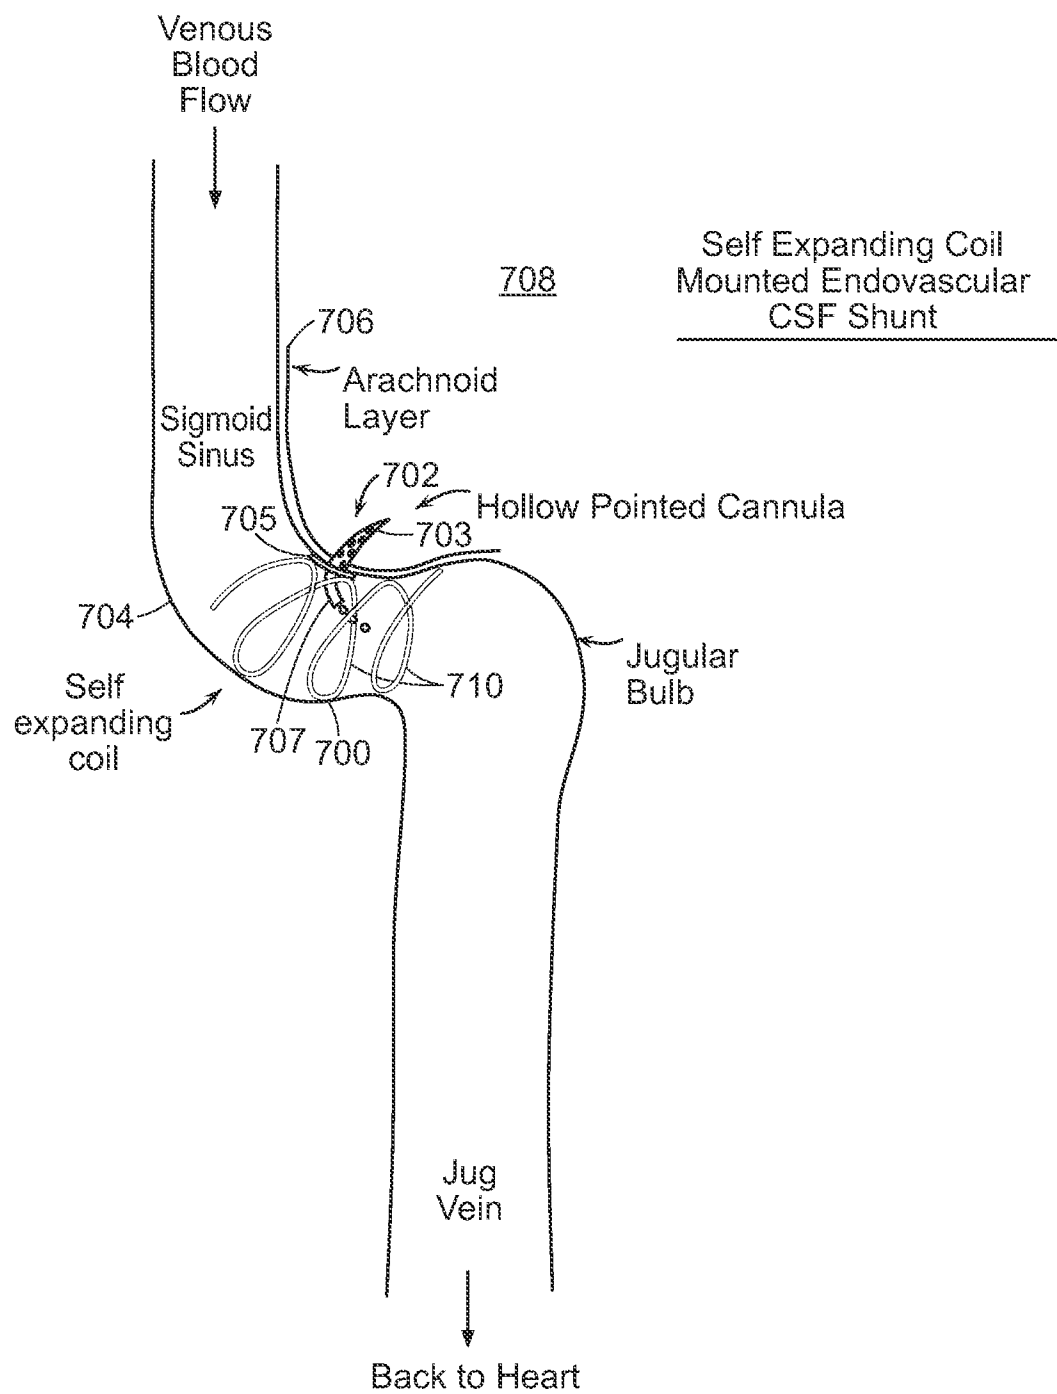 Venous
Blood
Flow
708
Self Expanding Coil
Mounted Endovascular
CSF Shunt
706
Arachnoid
Layer
Sigmoid
Sinus
702
Hollow Pointed Cannula
703
705
704
Jugular
Bulb
710
Self
expanding
coil
707
700
Jug
Vein
Back to Heart